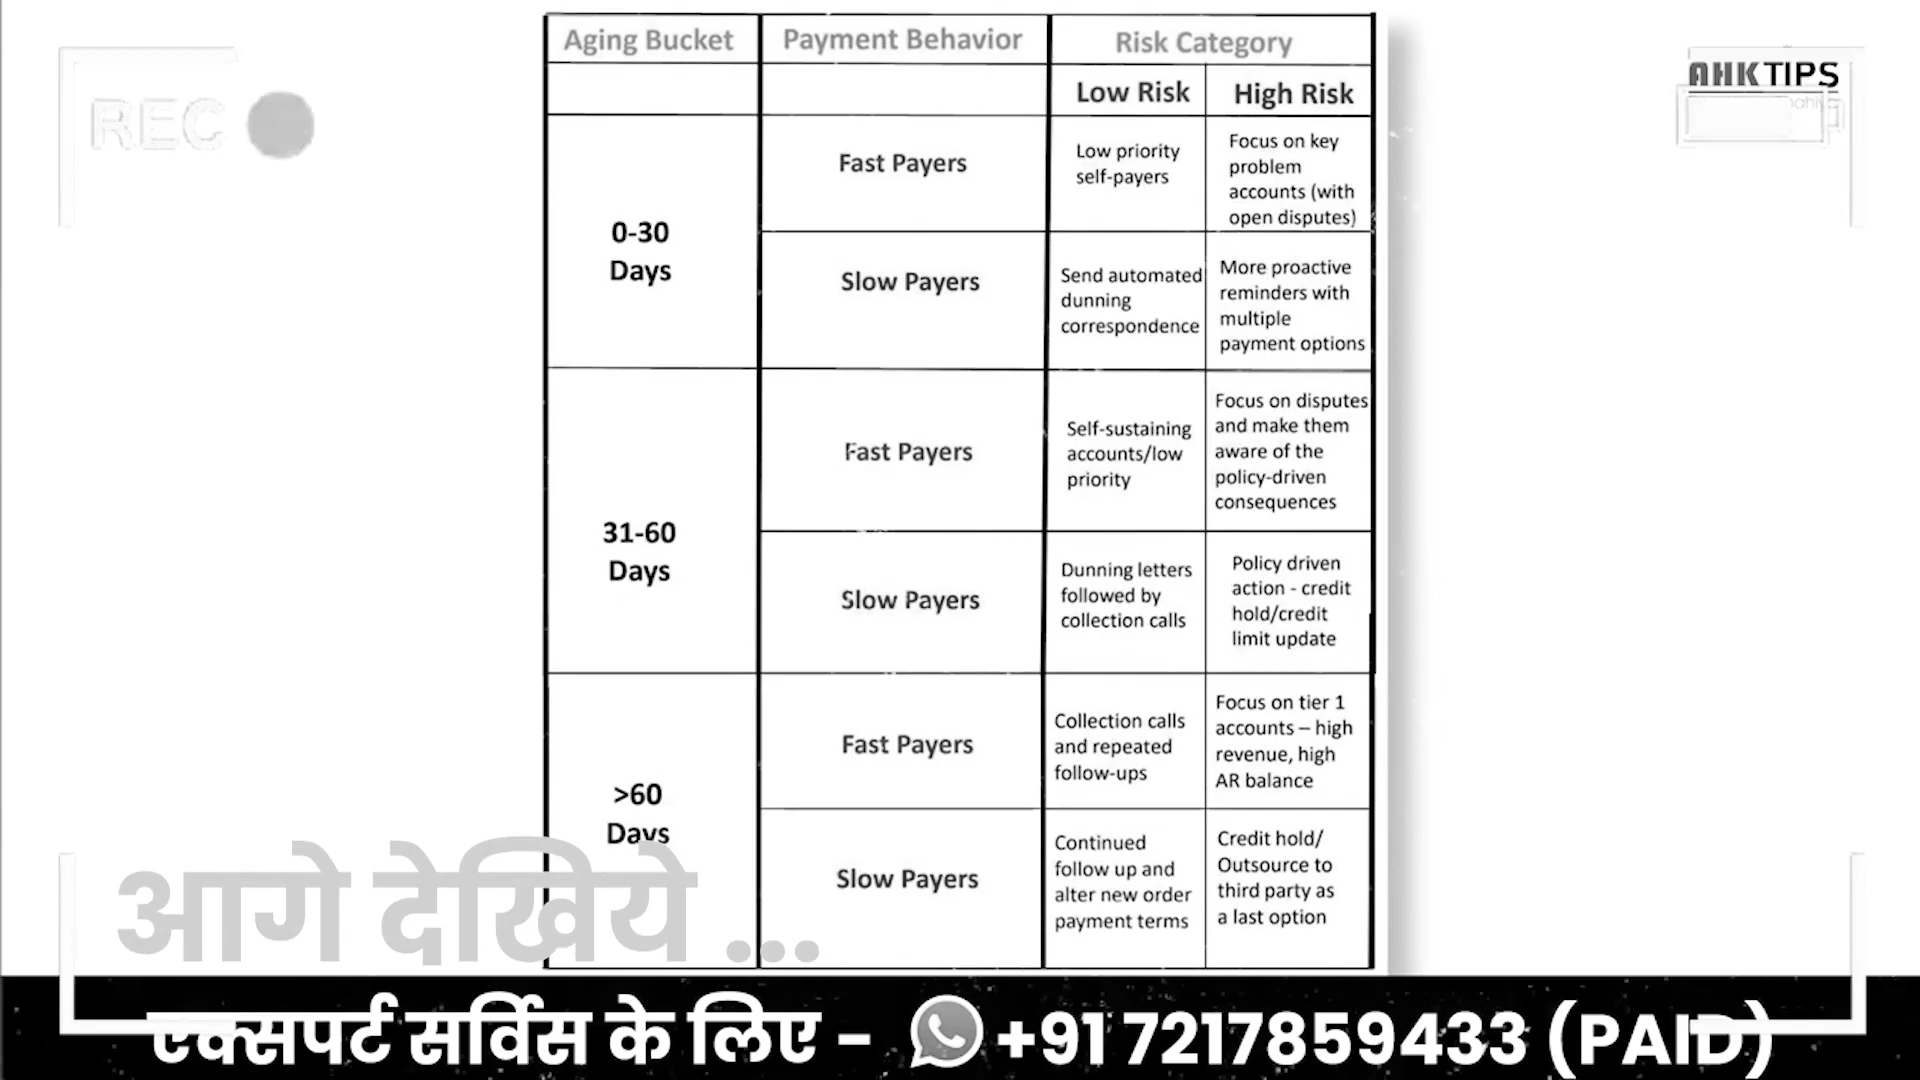 Aging Bucket Payment Behavior Risk Category
Low Risk High Risk
REC
AHK TIPS
0-30
Days
Fast Payers
Low priority
self-payers
Focus on key
problem
accounts (with
open disputes)
Slow Payers
Send automated
dunning
correspondence
More proactive
reminders with
multiple
payment options
31-60
Days
Fast Payers
Self-sustaining
accounts/low
priority
Focus on disputes
and make them
aware of the
policy-driven
consequences
Slow Payers
Dunning letters
followed by
collection calls
Policy driven
action - credit
hold/credit
limit update
>60
Days
Fast Payers
Collection calls
and repeated
follow-ups
Focus on tier 1
accounts – high
revenue, high
AR balance
Slow Payers
Continued
follow up and
alter new order
payment terms
Credit hold/
Outsource to
third party as
a last option
आगे देखिये ...
एक्सपर्ट सर्विस के लिए - +91 7217859433 (PAID)